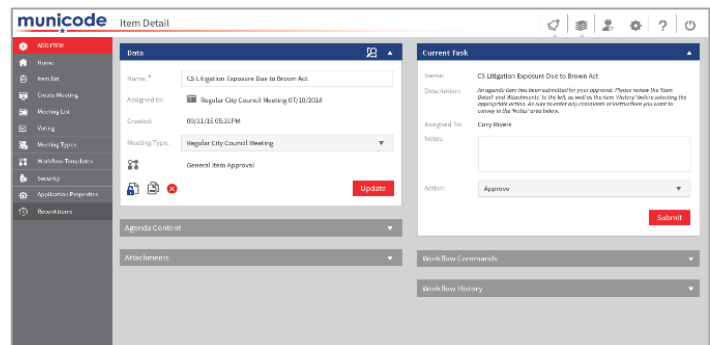 municode
Item Detail
?
ADD ITEM
Home
Item list
Create Meeting
Meeting List
Voting
Meeting Types
Workflow Templates
Security
Application Properties
Recent Items
Data
Name: *
CS Litigation Exposure Due to Brown Act
Assigned to:
Regular City Council Meeting 07/10/2018
Created:
09/21/15 05:21PM
Meeting Type:
Regular City Council Meeting
General Item Approval
Update
Agenda Content
Attachments
Current Task
Name:
CS Litigation Exposure Due to Brown Act
Description:
An agenda item has been submitted for your approval. Please review the 'Item
Detail' and 'Attachments' to the left, as well as the item 'History' before selecting the
appropriate action. Be sure to enter any comments or instructions you want to
convey in the 'Notes' area below.
Assigned To:
Cary Rivers
Notes:
Action:
Approve
Submit
Workflow Commands
Workflow History